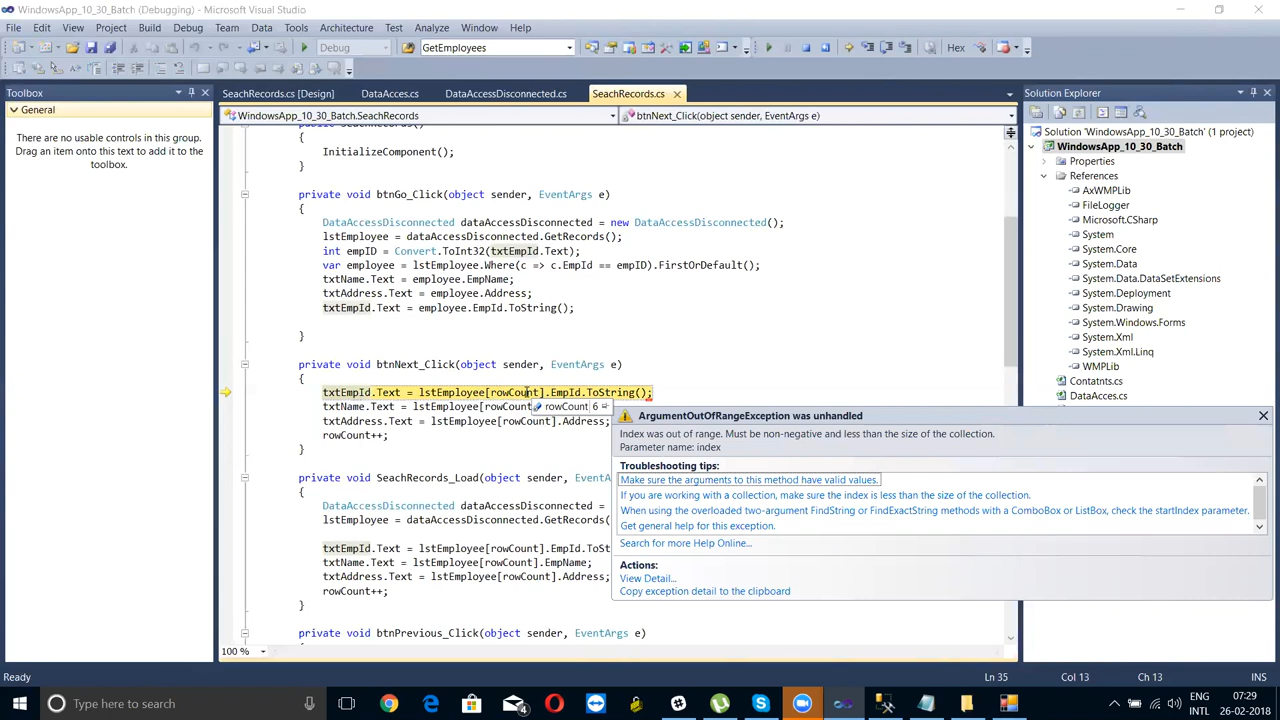 WindowsApp_10_30_Batch (Debugging) - Microsoft Visual Studio
File Edit View Project Build Debug Team Data Tools Architecture Test Analyze Window Help
Debug GetEmployees Hex
Toolbox
General
There are no usable controls in this group.
Drag an item onto this text to add it to the
toolbox.
SeachRecords.cs [Design] DataAcces.cs DataAccessDisconnected.cs SeachRecords.cs
WindowsApp_10_30_Batch.SeachRecords btnNext_Click(object sender, EventArgs e)
{
InitializeComponent();
}
private void btnGo_Click(object sender, EventArgs e)
{
DataAccessDisconnected dataAccessDisconnected = new DataAccessDisconnected();
lstEmployee = dataAccessDisconnected.GetRecords();
int empID = Convert.ToInt32(txtEmpId.Text);
var employee = lstEmployee.Where(c => c.EmpId == empID).FirstOrDefault();
txtName.Text = employee.EmpName;
txtAddress.Text = employee.Address;
txtEmpId.Text = employee.EmpId.ToString();
}
private void btnNext_Click(object sender, EventArgs e)
{
txtEmpId.Text = lstEmployee[rowCount].EmpId.ToString();
txtName.Text = lstEmployee[rowCount
rowCount 6
txtAddress.Text = lstEmployee[rowCount].Address;
rowCount++;
}
private void SeachRecords_Load(object sender, EventA
{
DataAccessDisconnected dataAccessDisconnected =
lstEmployee = dataAccessDisconnected.GetRecords(
txtEmpId.Text = lstEmployee[rowCount].EmpId.ToSt
txtName.Text = lstEmployee[rowCount].EmpName;
txtAddress.Text = lstEmployee[rowCount].Address;
rowCount++;
}
private void btnPrevious_Click(object sender, EventArgs e)
100 %
ArgumentOutOfRangeException was unhandled
Index was out of range. Must be non-negative and less than the size of the collection.
Parameter name: index
Troubleshooting tips:
Make sure the arguments to this method have valid values.
If you are working with a collection, make sure the index is less than the size of the collection.
When using the overloaded two-argument FindString or FindExactString methods with a ComboBox or ListBox, check the startIndex parameter.
Get general help for this exception.
Search for more Help Online...
Actions:
View Detail...
Copy exception detail to the clipboard
Solution Explorer
Solution 'WindowsApp_10_30_Batch' (1 project)
WindowsApp_10_30_Batch
Properties
References
AxWMPLib
FileLogger
Microsoft.CSharp
System
System.Core
System.Data
System.Data.DataSetExtensions
System.Deployment
System.Drawing
System.Windows.Forms
System.Xml
System.Xml.Linq
WMPLib
Contatnts.cs
DataAcces.cs
Ready Ln 35 Col 13 Ch 13 INS
Type here to search
4
ENG
INTL
07:29
26-02-2018